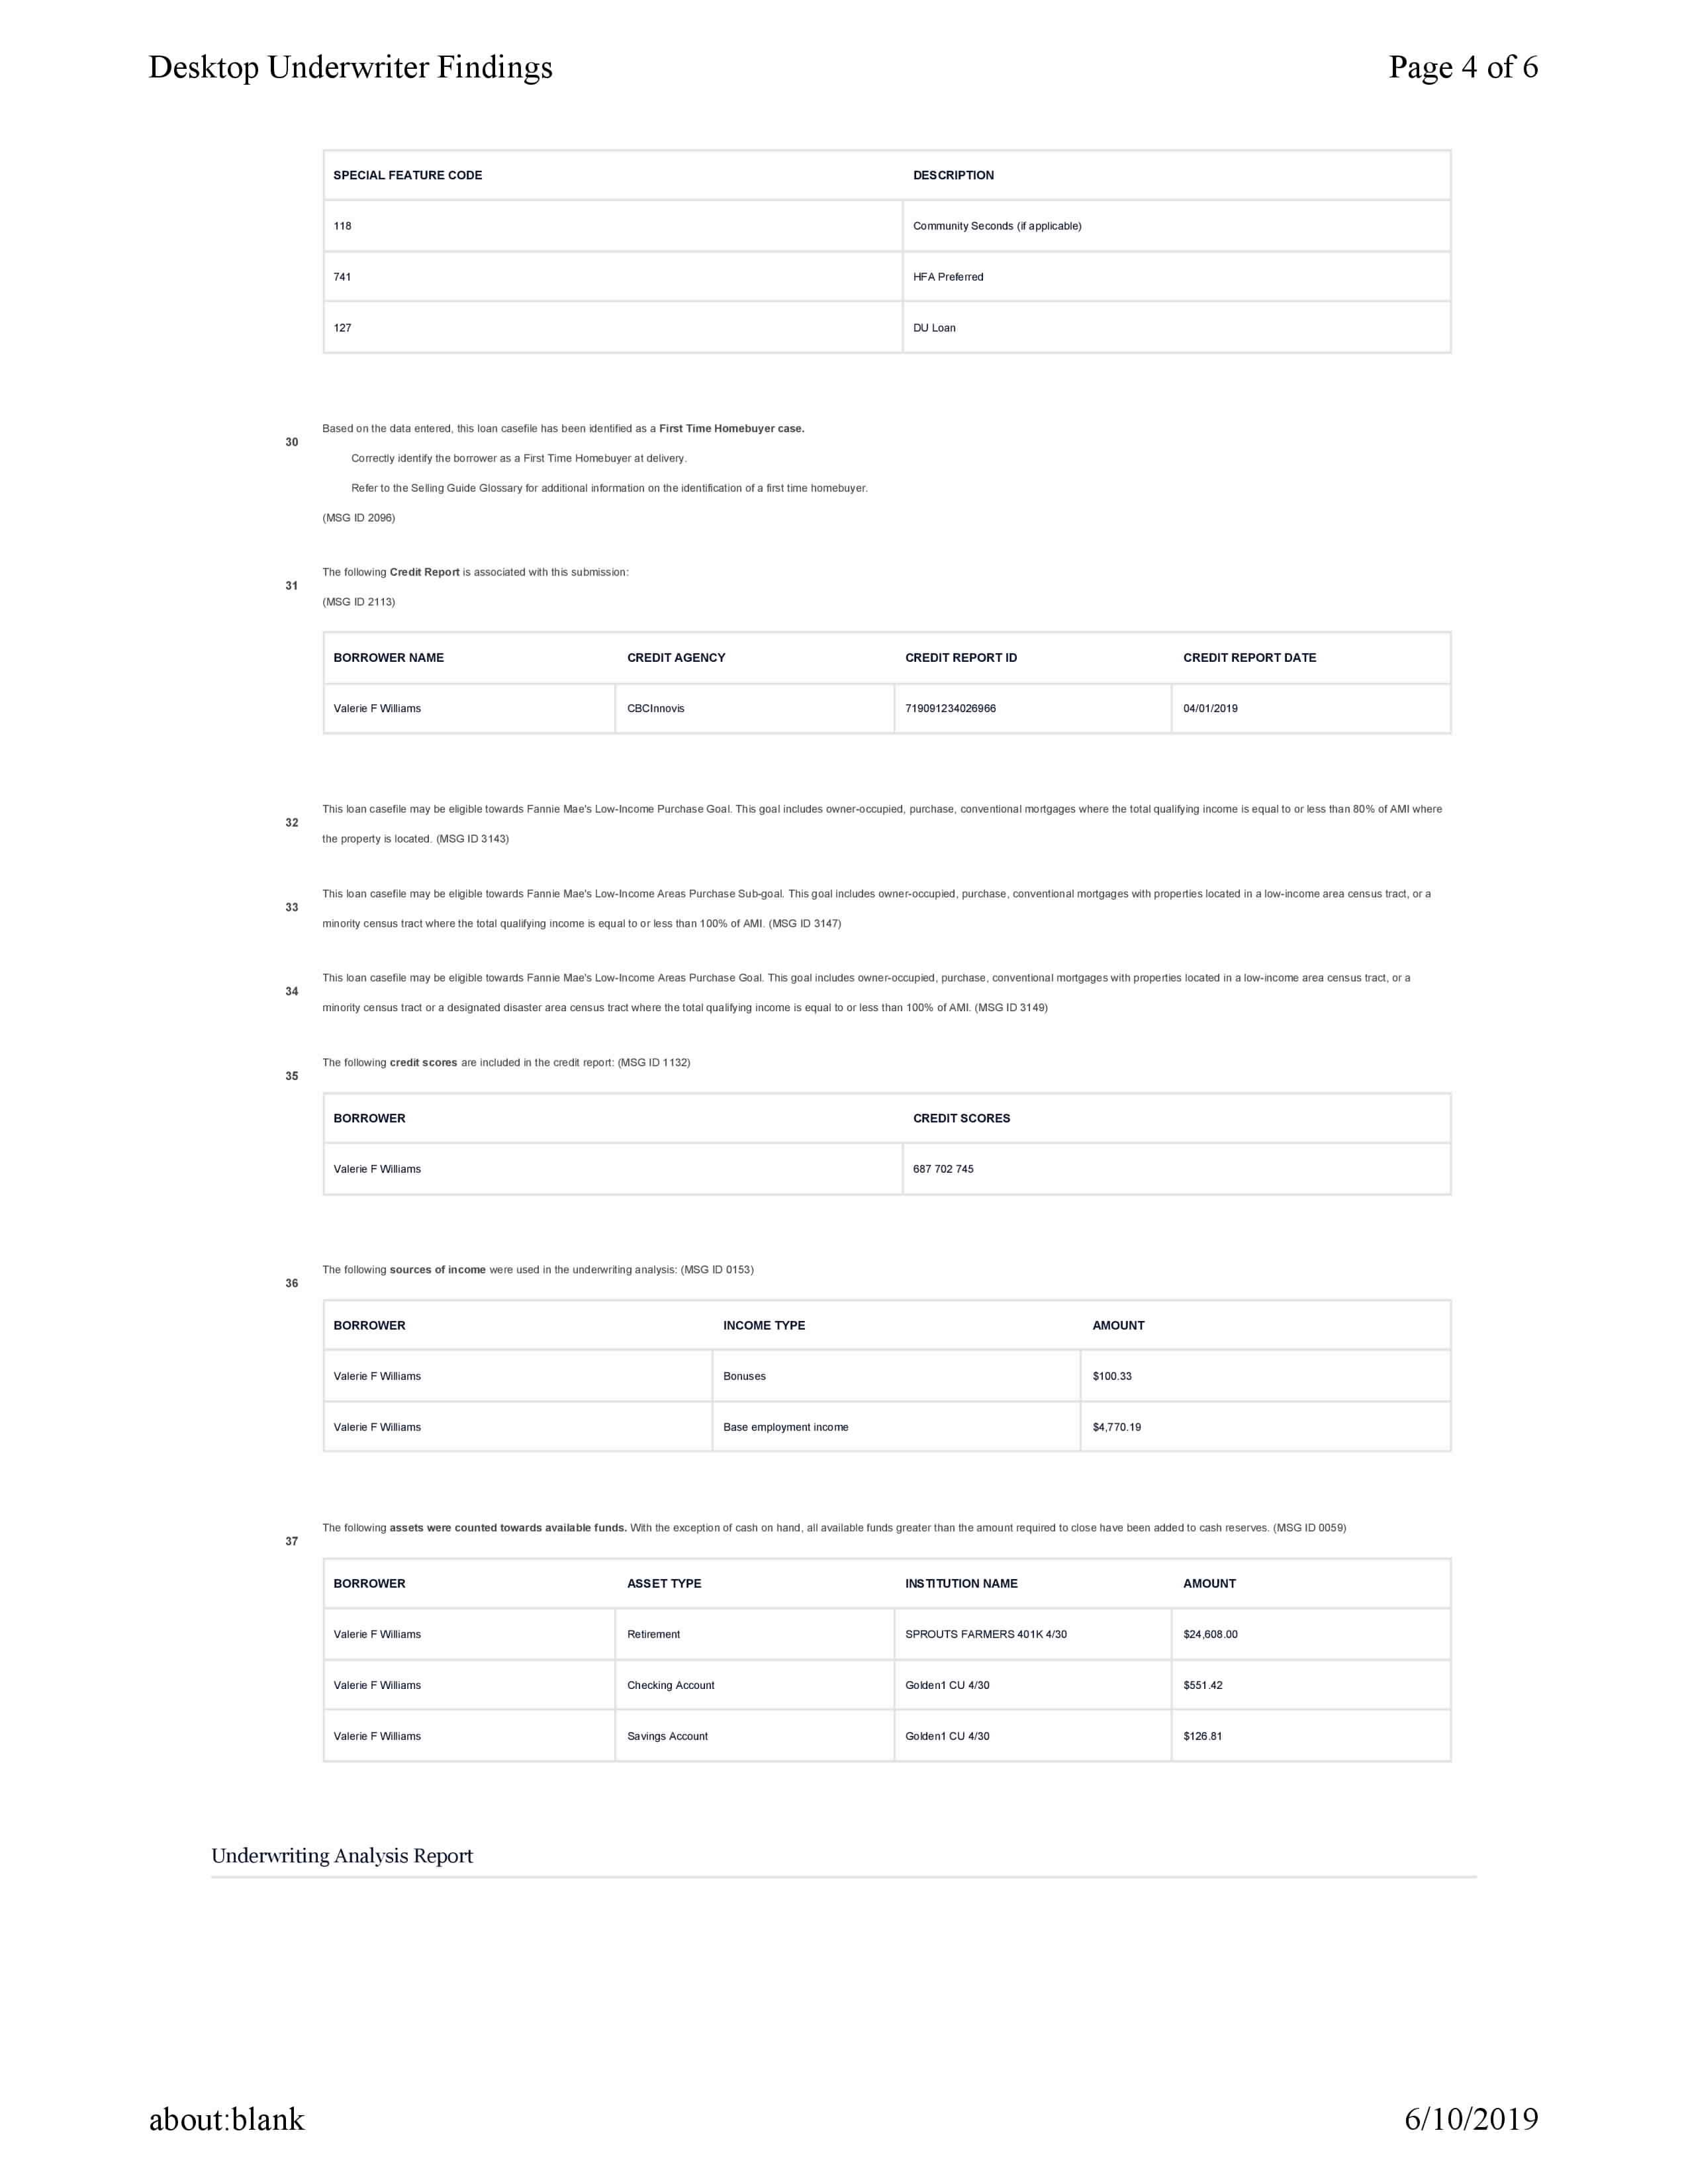 Desktop Underwriter Findings Page 4 of 6
SPECIAL FEATURE CODE DESCRIPTION
118 Community Seconds (if applicable)
741 HFA Preferred
127 DU Loan
Based on the data entered, this loan casefile has been identified as a First Time Homebuyer case.
30
Correctly identify the borrower as a First Time Homebuyer at delivery.
Refer to the Selling Guide Glossary for additional information on the identification of a first time homebuyer.
(MSG ID 2096)
The following Credit Report is associated with this submission:
31
(MSG ID 2113)
BORROWER NAME CREDIT AGENCY CREDIT REPORT ID CREDIT REPORT DATE
Valerie F Williams CBCInnovis 719091234026966 04/01/2019
This loan casefile may be eligible towards Fannie Mae's Low-Income Purchase Goal. This goal includes owner-occupied, purchase, conventional mortgages where the total qualifying income is equal to or less than 80% of AMI where
32
the property is located. (MSG ID 3143)
This loan casefile may be eligible towards Fannie Mae's Low-Income Areas Purchase Sub-goal. This goal includes owner-occupied, purchase, conventional mortgages with properties located in a low-income area census tract, or a
33
minority census tract where the total qualifying income is equal to or less than 100% of AMI. (MSG ID 3147)
This loan casefile may be eligible towards Fannie Mae's Low-Income Areas Purchase Goal. This goal includes owner-occupied, purchase, conventional mortgages with properties located in a low-income area census tract, or a
34
minority census tract or a designated disaster area census tract where the total qualifying income is equal to or less than 100% of AMI. (MSG ID 3149)
The following credit scores are included in the credit report: (MSG ID 1132)
35
BORROWER CREDIT SCORES
Valerie F Williams 687 702 745
The following sources of income were used in the underwriting analysis: (MSG ID 0153)
36
BORROWER INCOME TYPE AMOUNT
Valerie F Williams Bonuses $100.33
Valerie F Williams Base employment income $4,770.19
The following assets were counted towards available funds. With the exception of cash on hand, all available funds greater than the amount required to close have been added to cash reserves. (MSG ID 0059)
37
BORROWER ASSET TYPE INSTITUTION NAME AMOUNT
Valerie F Williams Retirement SPROUTS FARMERS 401K 4/30 $24,608.00
Valerie F Williams Checking Account Golden1 CU 4/30 $551.42
Valerie F Williams Savings Account Golden1 CU 4/30 $126.81
Underwriting Analysis Report
about:blank 6/10/2019